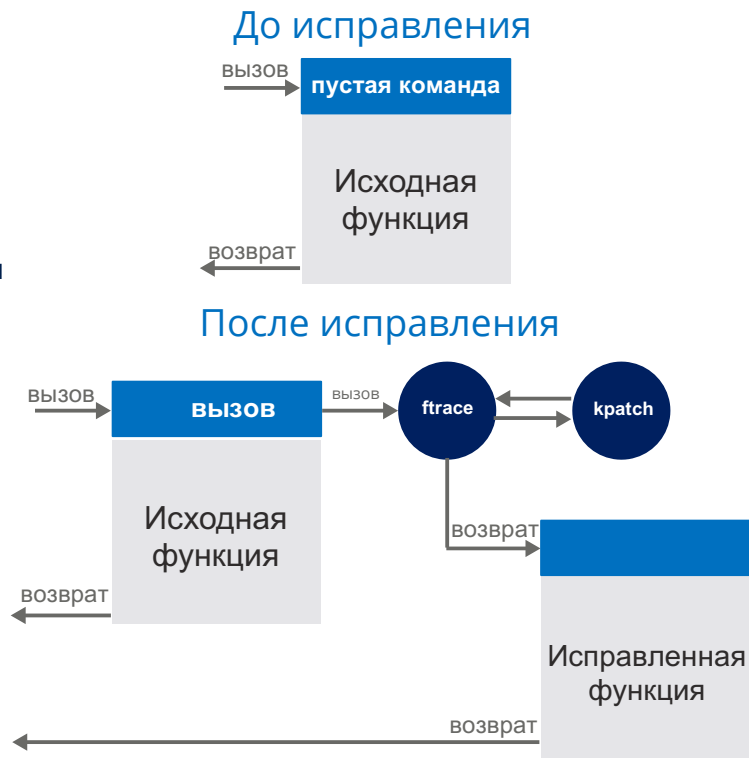 До исправления
вызов
пустая команда
Исходная
функция
возврат
После исправления
вызов
вызов
вызов
ftrace
kpatch
Исходная
функция
возврат
возврат
Исправленная
функция
возврат